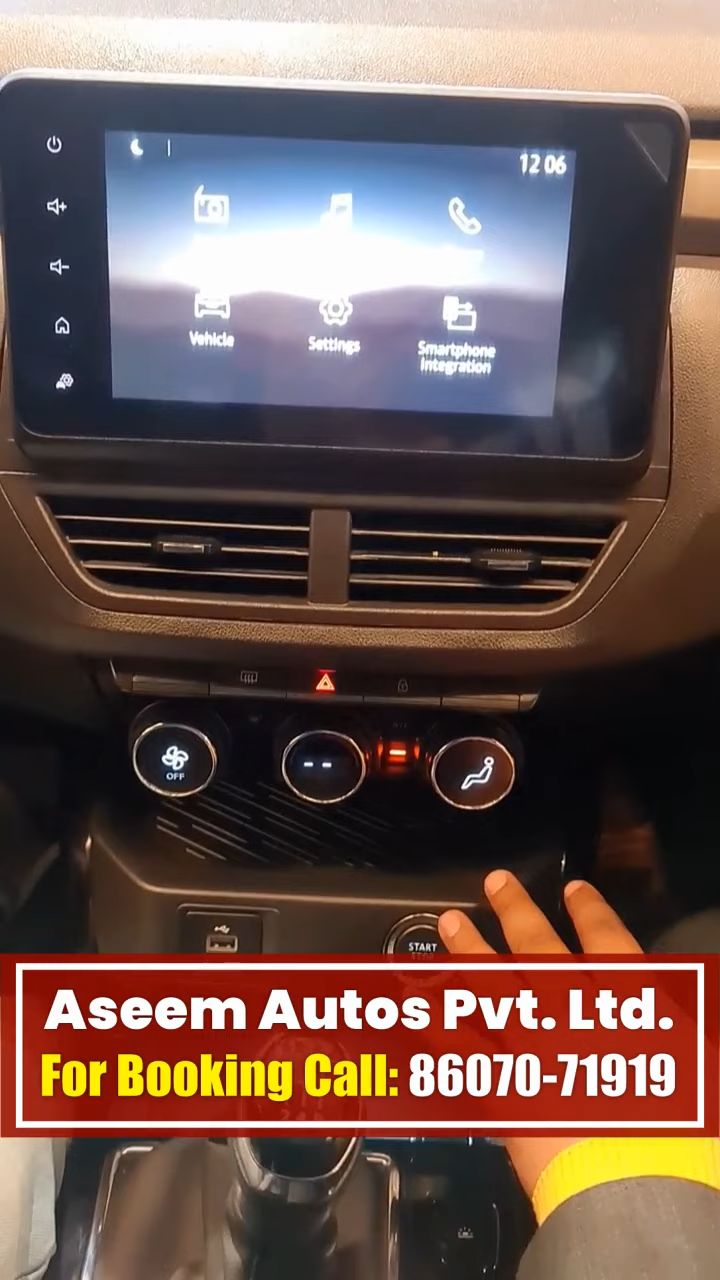 12 06
Vehicle
Settings
Smartphone
Integration
OFF
--
START
Aseem Autos Pvt. Ltd.
For Booking Call: 86070-71919